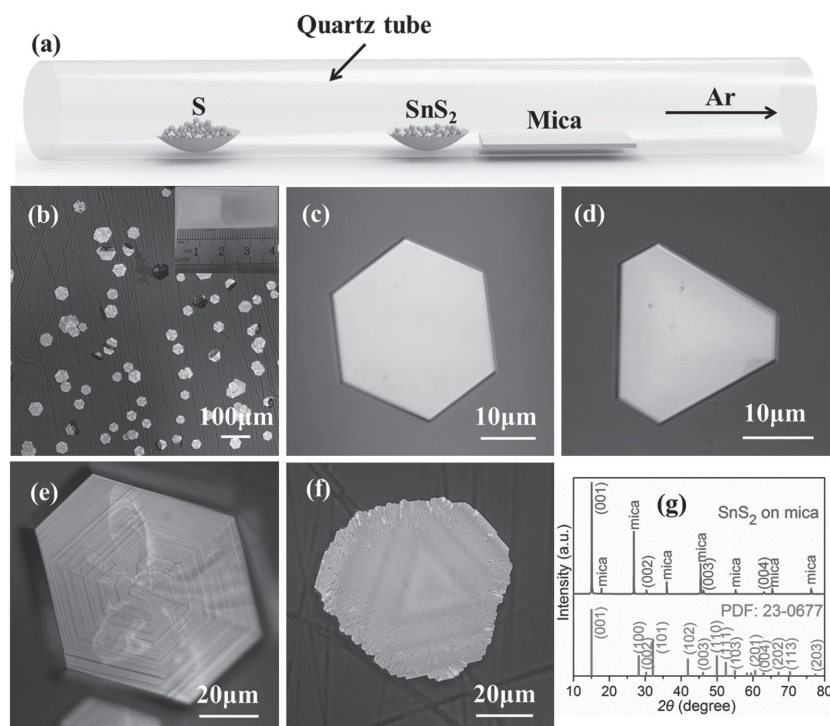 (a)
Quartz tube
S
SnS₂
Mica
Ar
(b)
1 2 3 4
100μm
(c)
10μm
(d)
10μm
(e)
20μm
(f)
20μm
(g)
Intensity (a.u.)
SnS₂ on mica
(001)
mica
mica
(002)
mica
mica
(003)
mica
(004)
mica
mica
PDF: 23-0677
(001)
(100)
(002)
(101)
(102)
(003)
(110)
(111)
(103)
(201)
(004)
(202)
(113)
(203)
10 20 30 40 50 60 70 80
2θ (degree)